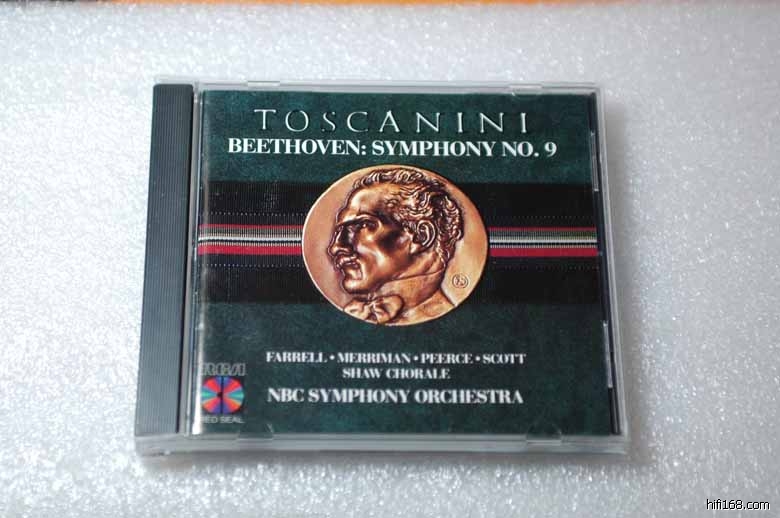 TOSCANINI
BEETHOVEN: SYMPHONY NO. 9
FARRELL • MERRIMAN • PEERCE • SCOTT
SHAW CHORALE
NBC SYMPHONY ORCHESTRA
RCA
RED SEAL
hifi168.com